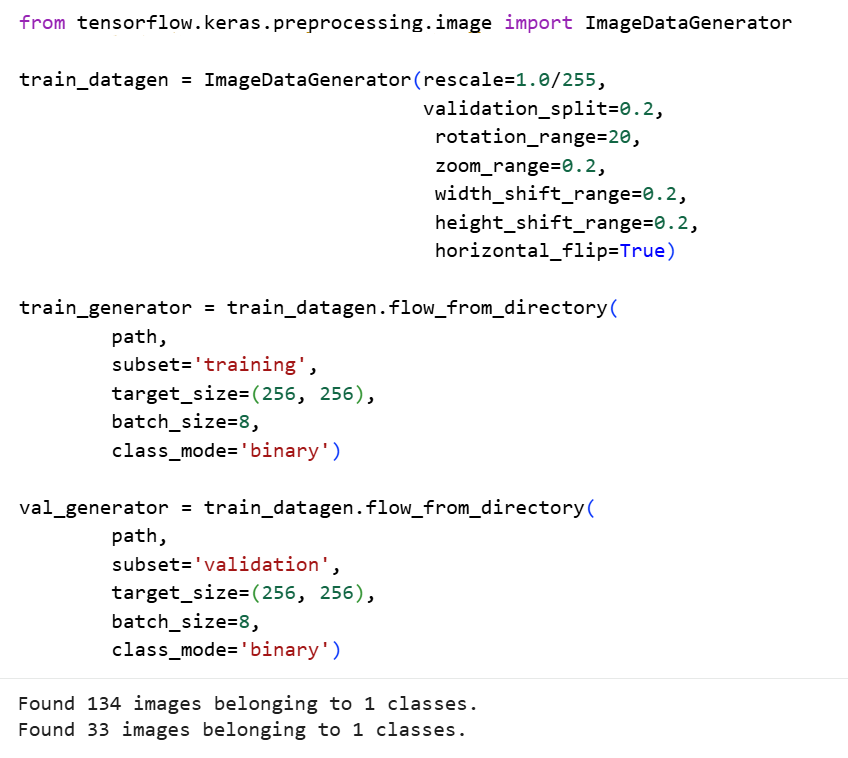 from tensorflow.keras.preprocessing.image import ImageDataGenerator
train_datagen = ImageDataGenerator(rescale=1.0/255,
validation_split=0.2,
rotation_range=20,
zoom_range=0.2,
width_shift_range=0.2,
height_shift_range=0.2,
horizontal_flip=True)
train_generator = train_datagen.flow_from_directory(
path,
subset='training',
target_size=(256, 256),
batch_size=8,
class_mode='binary')
val_generator = train_datagen.flow_from_directory(
path,
subset='validation',
target_size=(256, 256),
batch_size=8,
class_mode='binary')
Found 134 images belonging to 1 classes.
Found 33 images belonging to 1 classes.